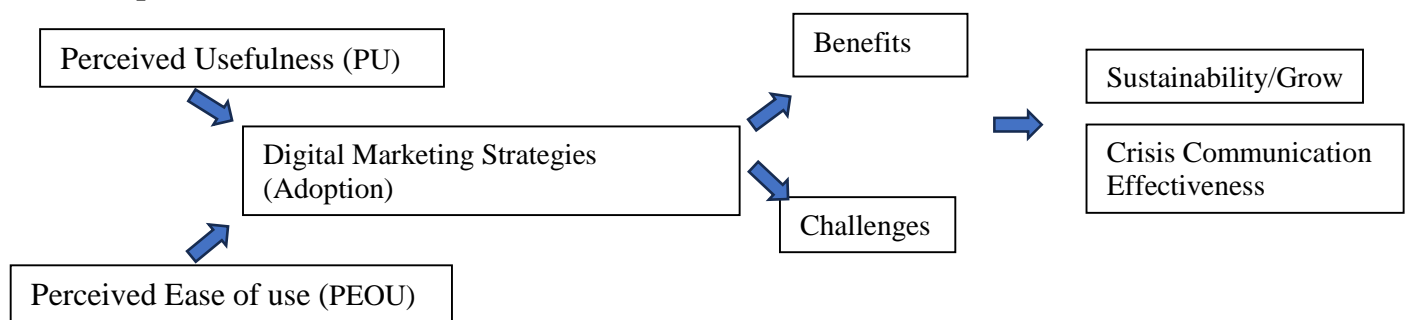 Perceived Usefulness (PU)
Benefits
Sustainability/Grow
Digital Marketing Strategies
(Adoption)
Crisis Communication
Effectiveness
Challenges
Perceived Ease of use (PEOU)